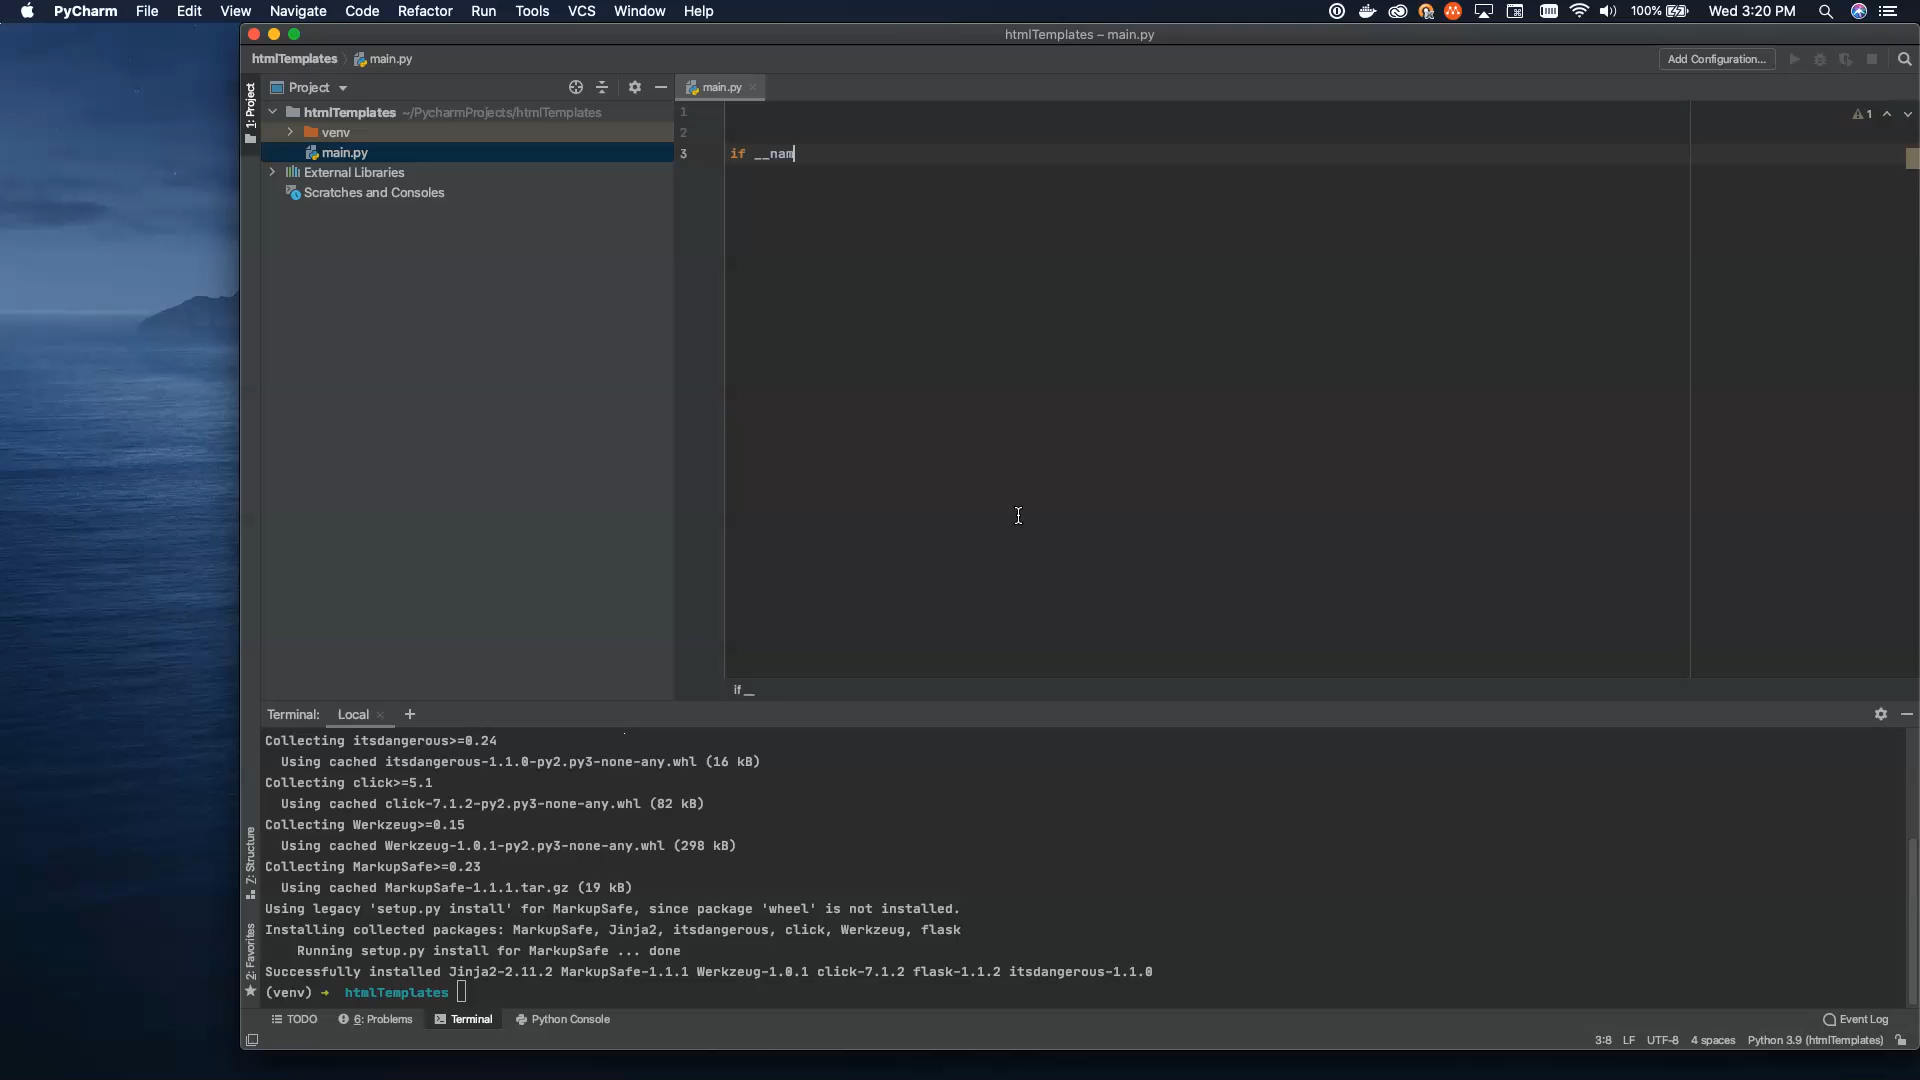 PyCharm File Edit View Navigate Code Refactor Run Tools VCS Window Help 100% Wed 3:20 PM
htmlTemplates – main.py
htmlTemplates main.py Add Configuration...
1: Project
Project main.py
htmlTemplates ~/PycharmProjects/htmlTemplates 1 1
venv 2
main.py 3 if __nam
External Libraries
Scratches and Consoles
if __
Terminal: Local +
Collecting itsdangerous>=0.24
Using cached itsdangerous-1.1.0-py2.py3-none-any.whl (16 kB)
Collecting click>=5.1
Using cached click-7.1.2-py2.py3-none-any.whl (82 kB)
Collecting Werkzeug>=0.15
Using cached Werkzeug-1.0.1-py2.py3-none-any.whl (298 kB)
Collecting MarkupSafe>=0.23
Using cached MarkupSafe-1.1.1.tar.gz (19 kB)
Using legacy 'setup.py install' for MarkupSafe, since package 'wheel' is not installed.
Installing collected packages: MarkupSafe, Jinja2, itsdangerous, click, Werkzeug, flask
Running setup.py install for MarkupSafe ... done
Successfully installed Jinja2-2.11.2 MarkupSafe-1.1.1 Werkzeug-1.0.1 click-7.1.2 flask-1.1.2 itsdangerous-1.1.0
(venv) → htmlTemplates
7: Structure
2: Favorites
TODO 6: Problems Terminal Python Console Event Log
3:8 LF UTF-8 4 spaces Python 3.9 (htmlTemplates)